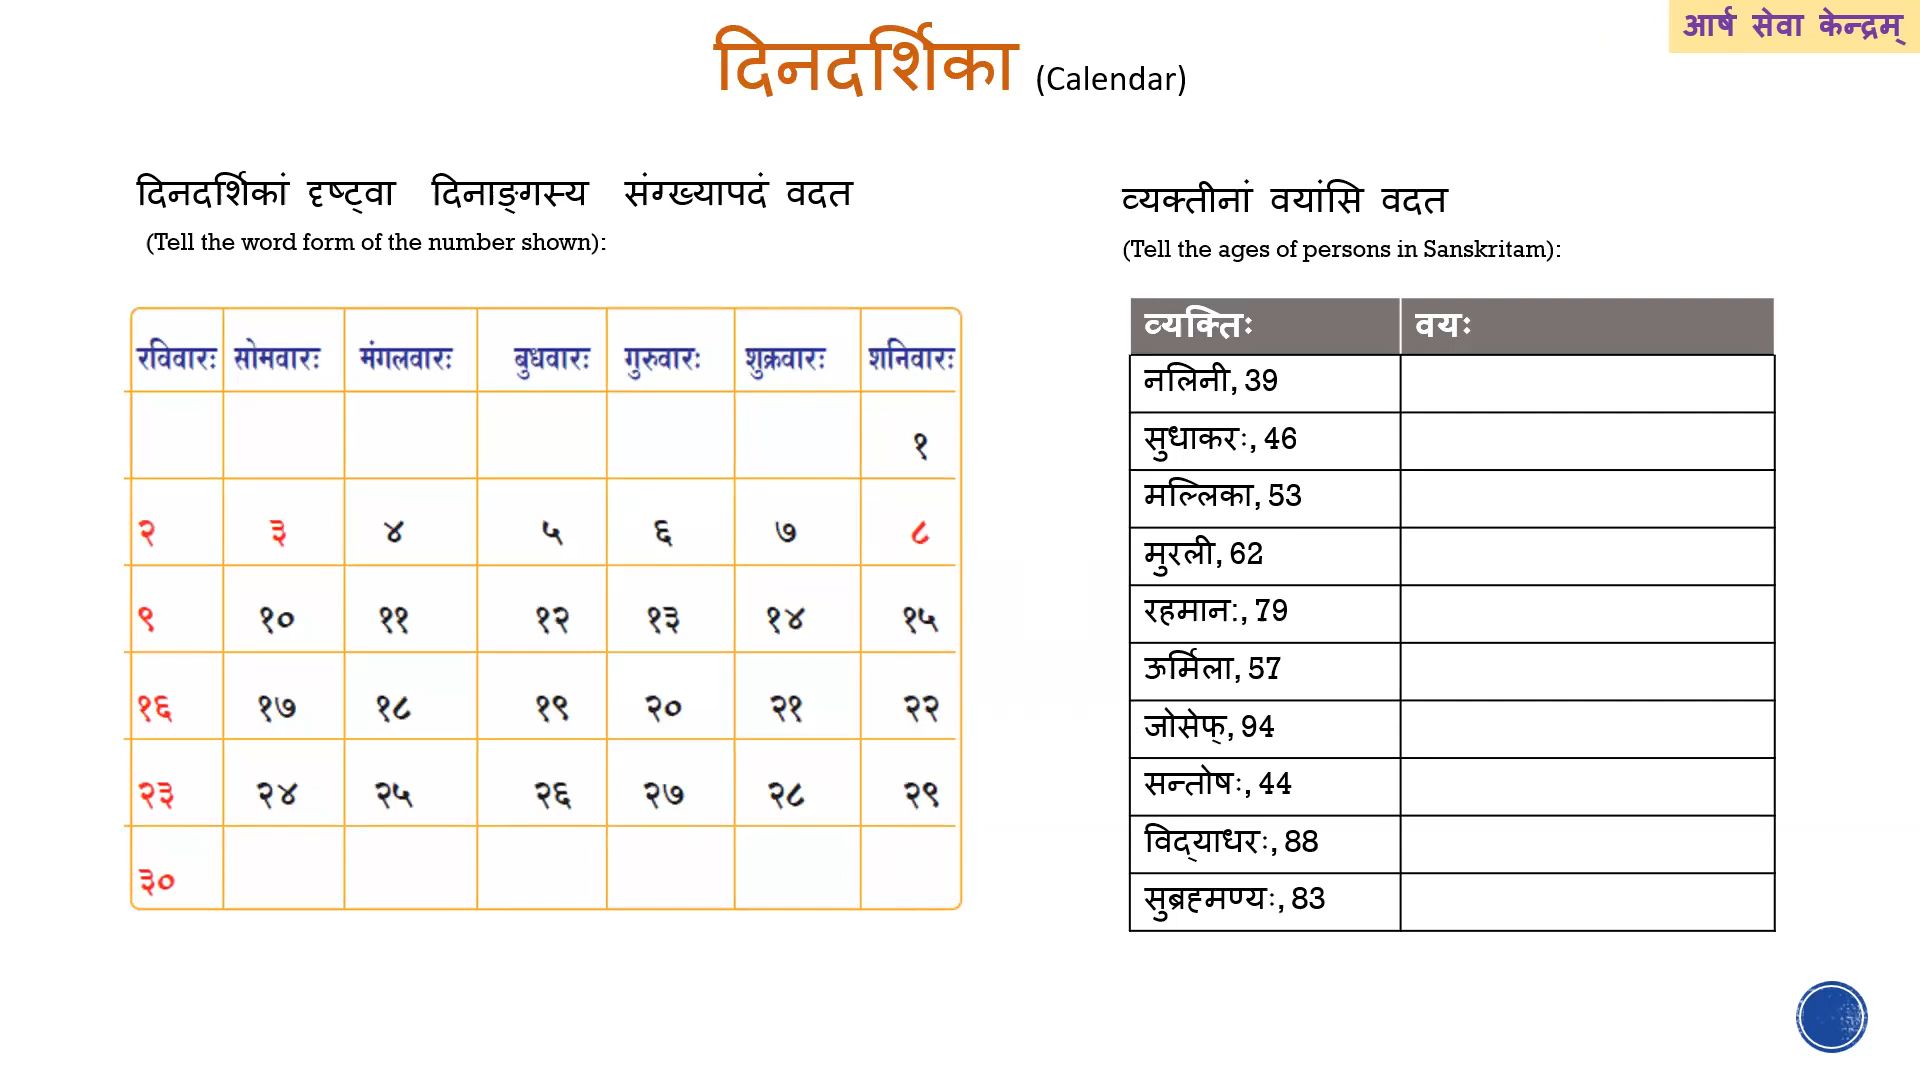 आर्ष सेवा केन्द्रम्
दिनदर्शिका (Calendar)
दिनदर्शिकां दृष्ट्वा दिनाङ्गस्य संग्ख्यापदं वदत
(Tell the word form of the number shown):
रविवारः सोमवारः मंगलवारः बुधवारः गुरुवारः शुक्रवारः शनिवारः
१
२ ३ ४ ५ ६ ७ ८
९ १० ११ १२ १३ १४ १५
१६ १७ १८ १९ २० २१ २२
२३ २४ २५ २६ २७ २८ २९
३०
व्यक्तीनां वयांसि वदत
(Tell the ages of persons in Sanskritam):
व्यक्तिः वयः
नलिनी, 39
सुधाकरः, 46
मल्लिका, 53
मुरली, 62
रहमान:, 79
ऊर्मिला, 57
जोसेफ्, 94
सन्तोषः, 44
विद्याधरः, 88
सुब्रह्मण्यः, 83